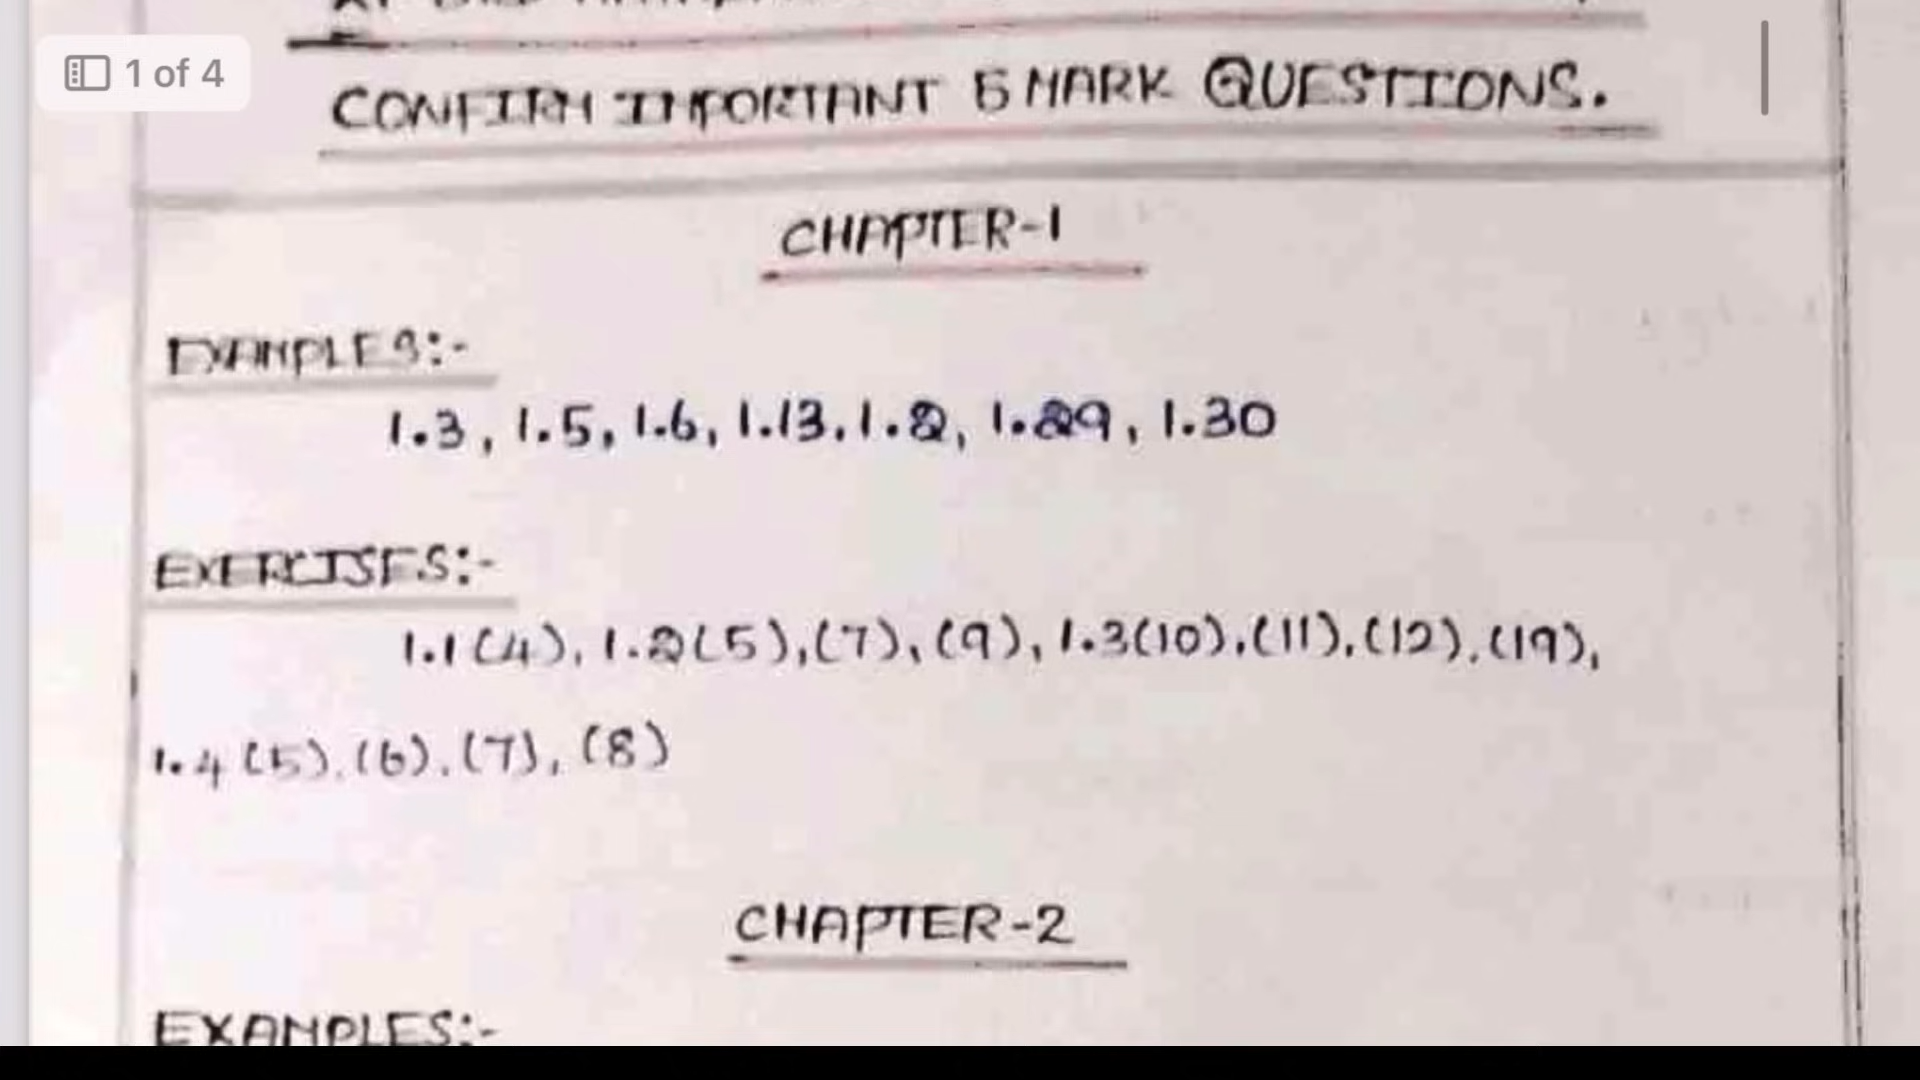 1 of 4
CONFIRM IMPORTANT 5 MARK QUESTIONS.
CHAPTER-1
EXAMPLES:-
1.3, 1.5, 1.6, 1.13, 1.2, 1.29, 1.30
EXERCISES:-
1.1(4), 1.2(5), (7), (9), 1.3(10), (11), (12), (19),
1.4(5), (6), (7), (8)
CHAPTER-2
EXAMPLES:-